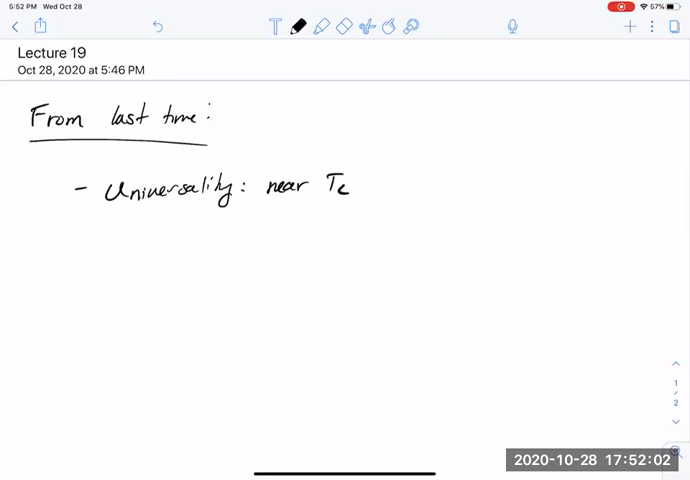 5:52 PM Wed Oct 28
57%
T
Lecture 19
Oct 28, 2020 at 5:46 PM
From last time:
- Universality: near Tc
1
/
2
2020-10-28 17:52:02